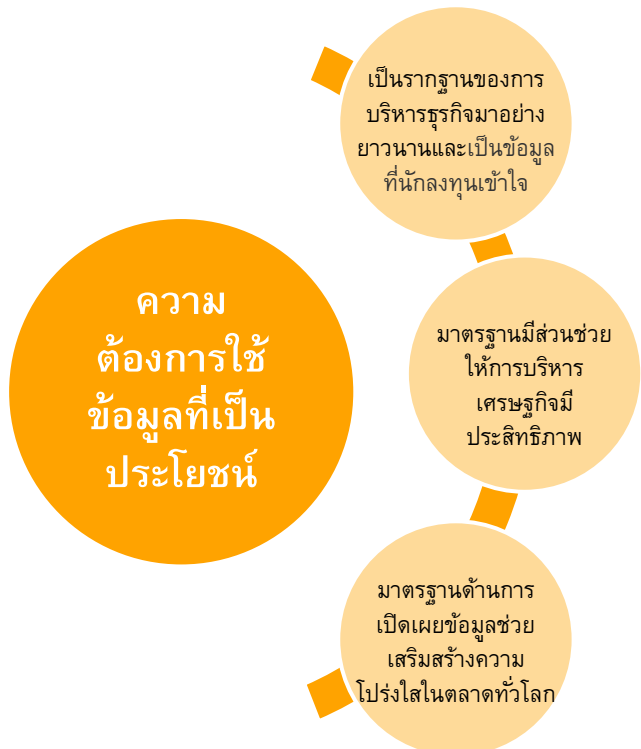 เป็นรากฐานของการ
บริหารธุรกิจมาอย่าง
ยาวนานและเป็นข้อมูล
ที่นักลงทุนเข้าใจ
ความ
ต้องการใช้
ข้อมูลที่เป็น
ประโยชน์
มาตรฐานมีส่วนช่วย
ให้การบริหาร
เศรษฐกิจมี
ประสิทธิภาพ
มาตรฐานด้านการ
เปิดเผยข้อมูลช่วย
เสริมสร้างความ
โปร่งใสในตลาดทั่วโลก